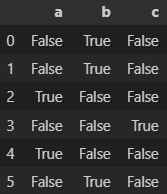 a b c
0 False True False
1 False True False
2 True False False
3 False False True
4 True False False
5 False True False